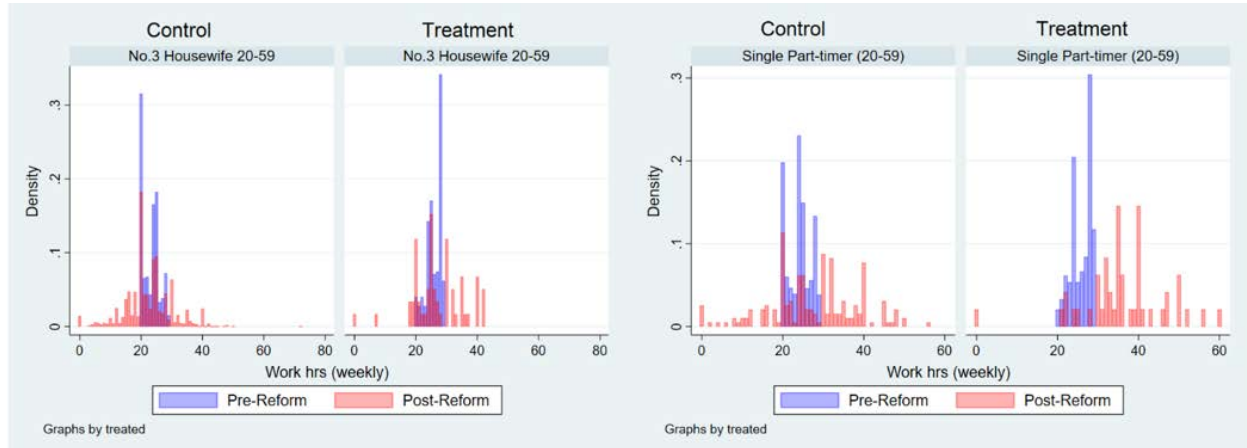 Control
Treatment
No.3 Housewife 20-59
No.3 Housewife 20-59
Density
.3
.2
.1
0
0
20
40
60
80
0
20
40
60
80
Work hrs (weekly)
Pre-Reform
Post-Reform
Graphs by treated
Control
Treatment
Single Part-timer (20-59)
Single Part-timer (20-59)
Density
.3
.2
.1
0
0
20
40
60
0
20
40
60
Work hrs (weekly)
Pre-Reform
Post-Reform
Graphs by treated